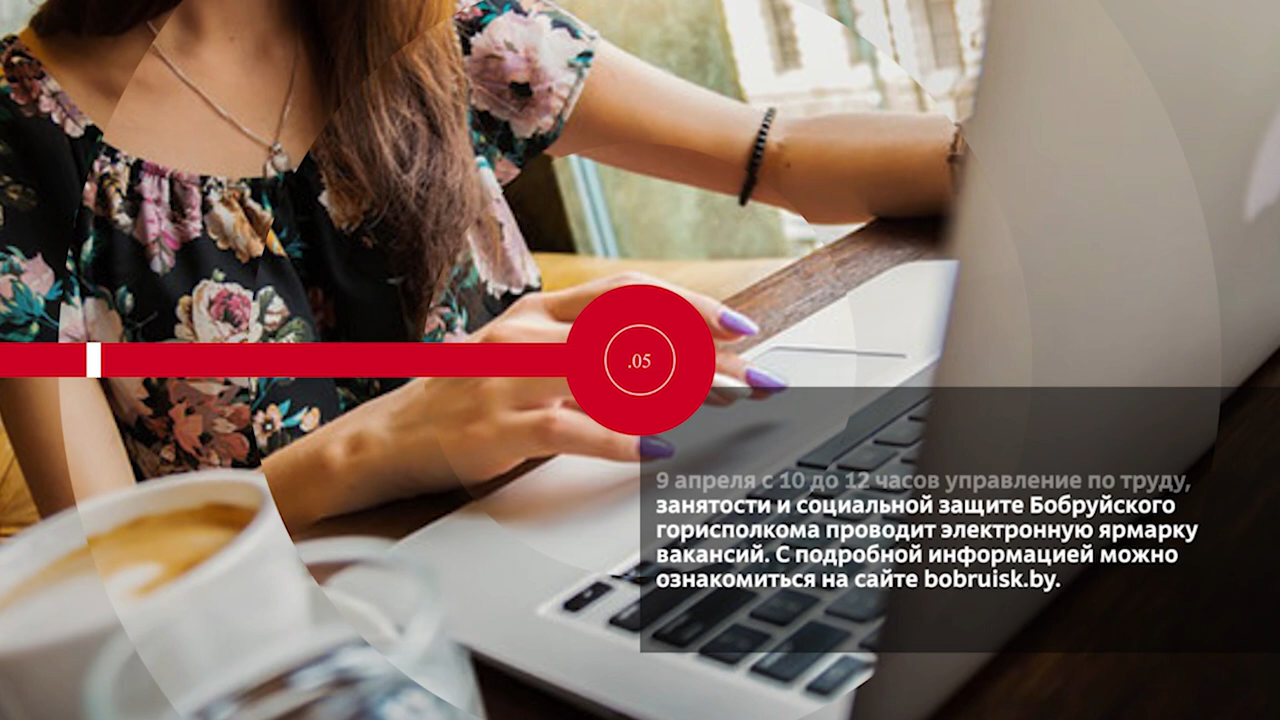 .05
9 апреля с 10 до 12 часов управление по труду,
занятости и социальной защите Бобруйского
горисполкома проводит электронную ярмарку
вакансий. С подробной информацией можно
ознакомиться на сайте bobruisk.by.